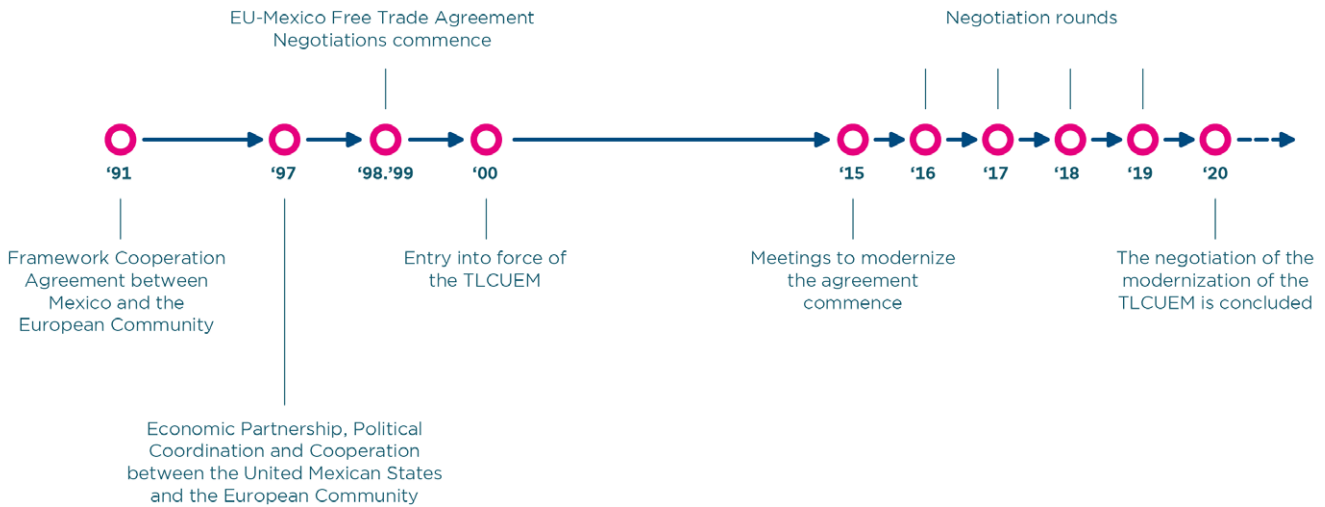 EU-Mexico Free Trade Agreement
Negotiations commence
Negotiation rounds
‘91
‘97
‘98.’99
‘00
‘15
‘16
‘17
‘18
‘19
‘20
Framework Cooperation
Agreement between
Mexico and the
European Community
Entry into force of
the TLCUEM
Meetings to modernize
the agreement
commence
The negotiation of the
modernization of the
TLCUEM is concluded
Economic Partnership, Political
Coordination and Cooperation
between the United Mexican States
and the European Community